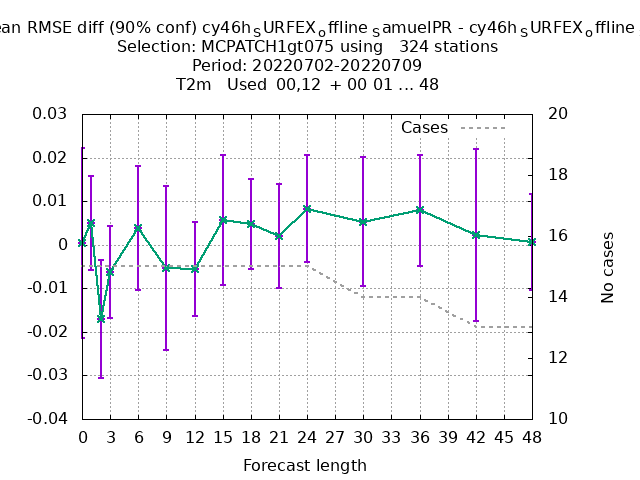 ean RMSE diff (90% conf) cy46hSURFEXoffline SamuelPR - cy46hSURFEXoffline
Selection: MCPATCH1gt075 using 324 stations
Period: 20220702-20220709
T2m Used 00,12 + 00 01 ... 48
0.03
0.02
0.01
0
-0.01
-0.02
-0.03
-0.04
Cases
20
18
16
14
12
10
No cases
0 3 6 9 12 15 18 21 24 27 30 33 36 39 42 45 48
Forecast length